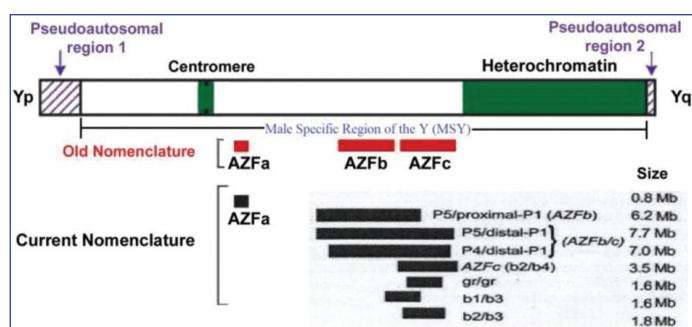 Pseudoautosomal
region 1
Pseudoautosomal
region 2
Centromere
Heterochromatin
Yp
Yq
Male Specific Region of the Y (MSY)
Old Nomenclature
AZFa
AZFb
AZFc
Size
0.8 Mb
AZFa
P5/proximal-P1 (AZFb) 6.2 Mb
Current Nomenclature
P5/distal-P1 7.7 Mb
(AZFb/c)
P4/distal-P1 7.0 Mb
AZFc (b2/b4) 3.5 Mb
gr/gr 1.6 Mb
b1/b3 1.6 Mb
b2/b3 1.8 Mb